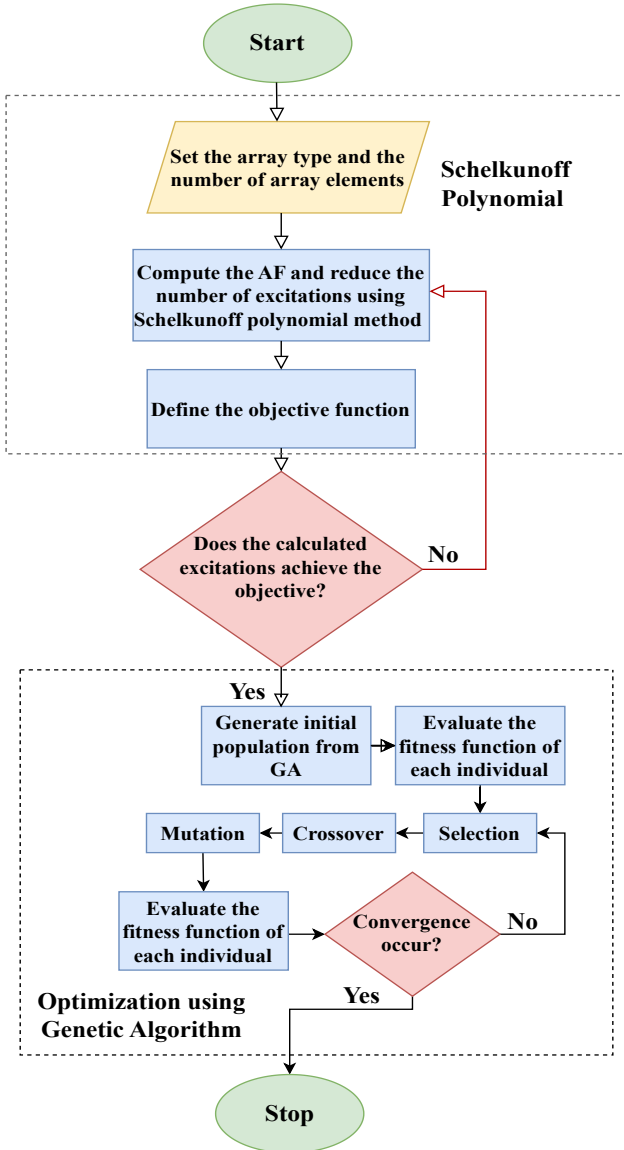 Start
Set the array type and the
number of array elements
Schelkunoff
Polynomial
Compute the AF and reduce the
number of excitations using
Schelkunoff polynomial method
Define the objective function
Does the calculated
excitations achieve the
objective?
No
Yes
Generate initial
population from
GA
Evaluate the
fitness function of
each individual
Mutation
Crossover
Selection
Evaluate the
fitness function of
each individual
Convergence
occur?
No
Yes
Optimization using
Genetic Algorithm
Stop